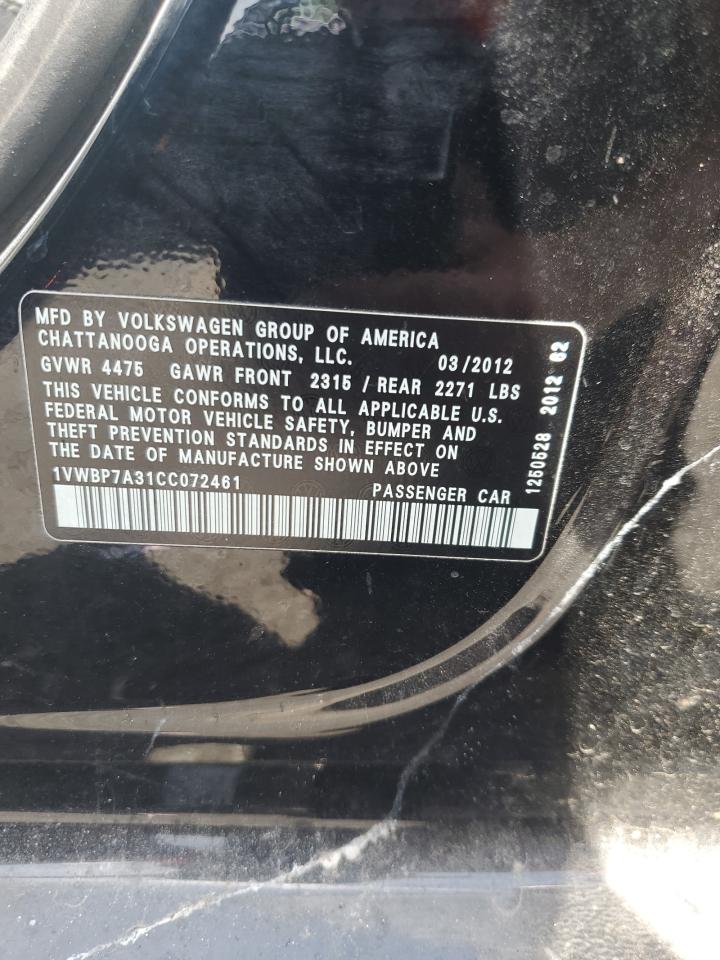 MFD BY VOLKSWAGEN GROUP OF AMERICA
CHATTANOOGA OPERATIONS, LLC. 03/2012
GVWR 4475 GAWR FRONT 2315 / REAR 2271 LBS
THIS VEHICLE CONFORMS TO ALL APPLICABLE U.S.
FEDERAL MOTOR VEHICLE SAFETY, BUMPER AND
THEFT PREVENTION STANDARDS IN EFFECT ON
THE DATE OF MANUFACTURE SHOWN ABOVE
1VWBP7A31CC072461 PASSENGER CAR
1250528 2012 62